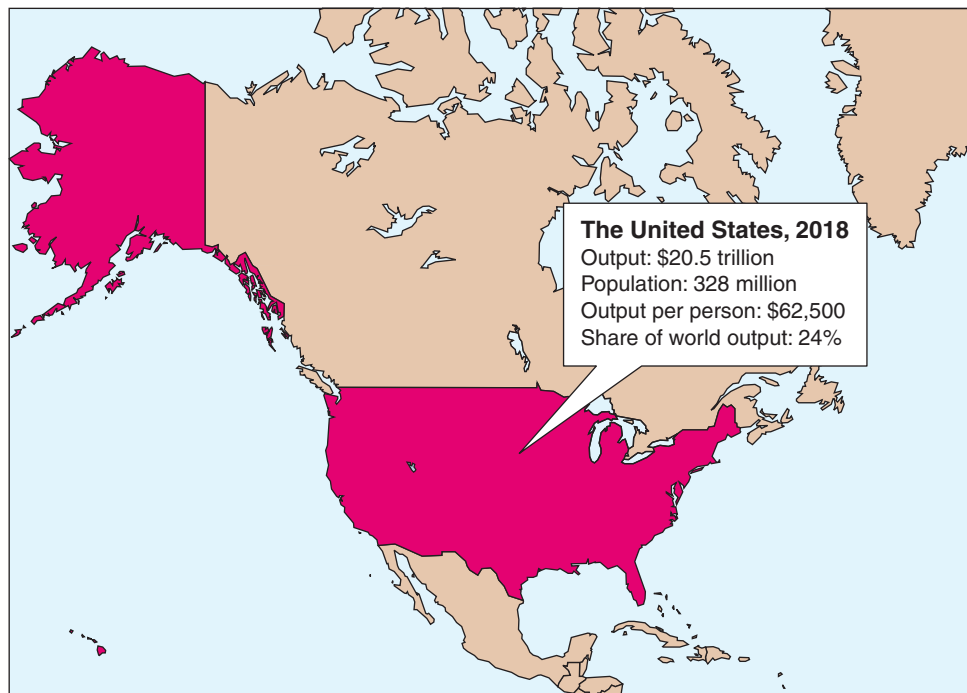 The United States, 2018
Output: $20.5 trillion
Population: 328 million
Output per person: $62,500
Share of world output: 24%